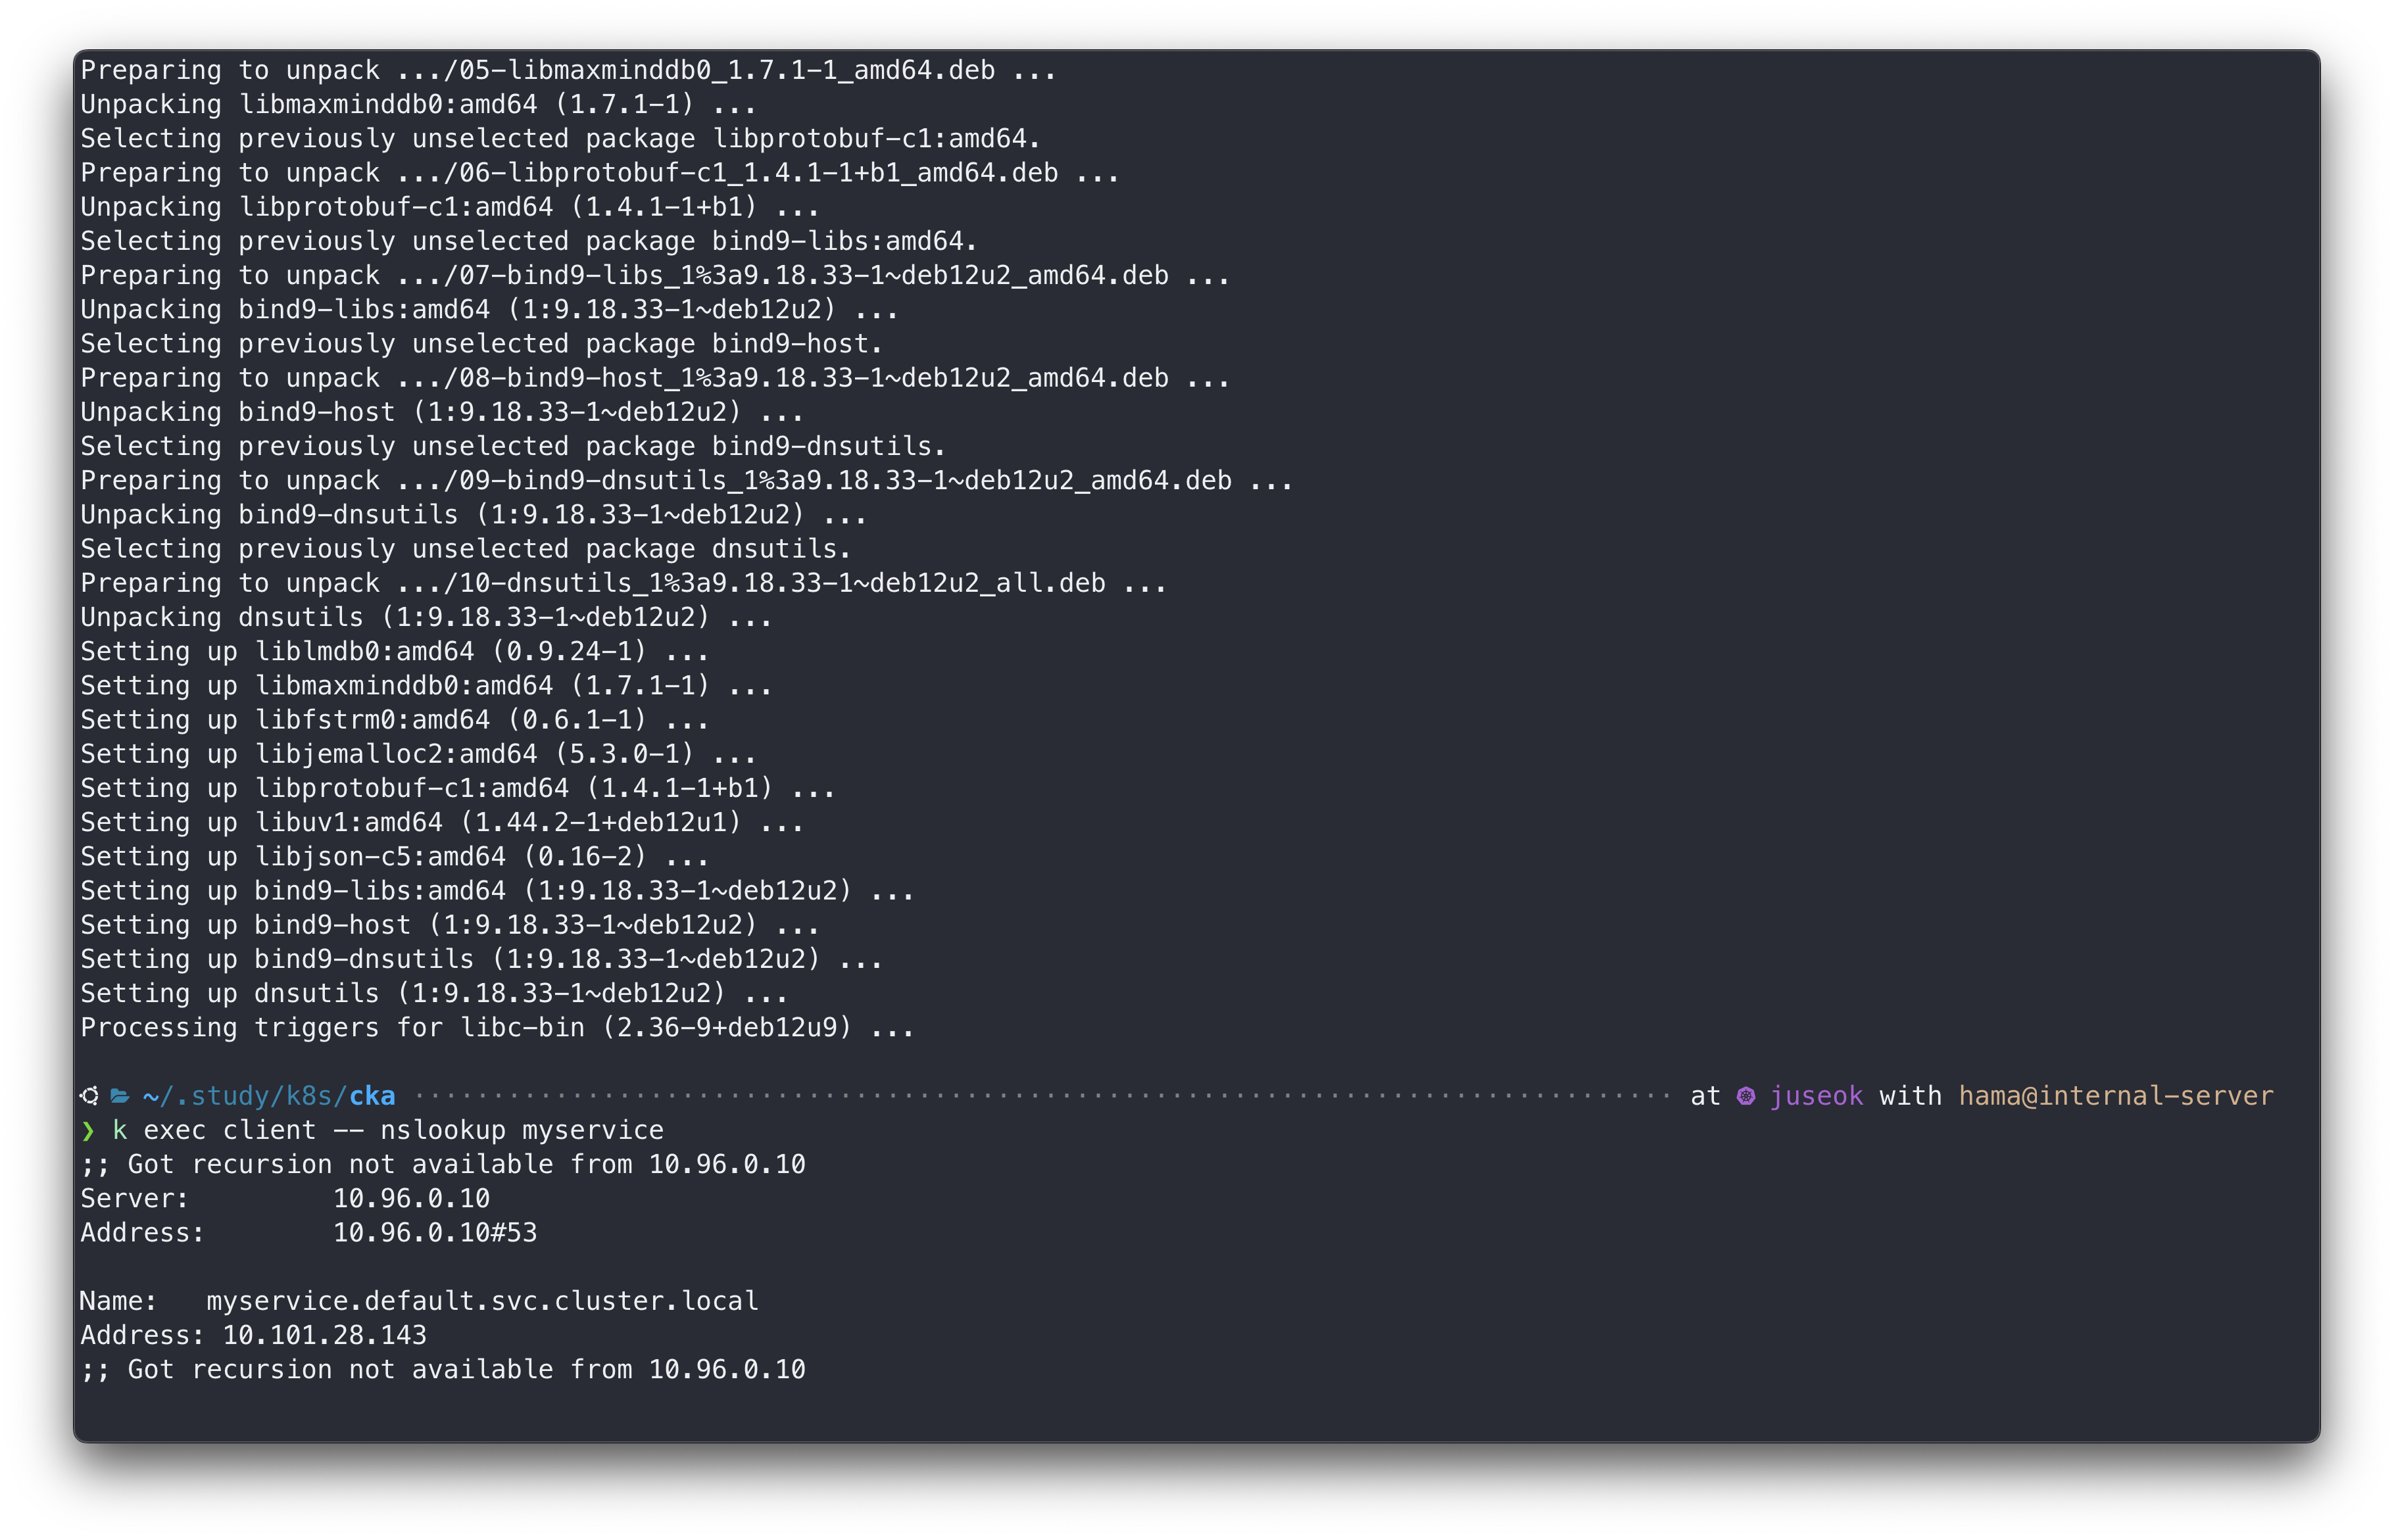 Preparing to unpack .../05-libmaxminddb0_1.7.1-1_amd64.deb ...
Unpacking libmaxminddb0:amd64 (1.7.1-1) ...
Selecting previously unselected package libprotobuf-c1:amd64.
Preparing to unpack .../06-libprotobuf-c1_1.4.1-1+b1_amd64.deb ...
Unpacking libprotobuf-c1:amd64 (1.4.1-1+b1) ...
Selecting previously unselected package bind9-libs:amd64.
Preparing to unpack .../07-bind9-libs_1%3a9.18.33-1~deb12u2_amd64.deb ...
Unpacking bind9-libs:amd64 (1:9.18.33-1~deb12u2) ...
Selecting previously unselected package bind9-host.
Preparing to unpack .../08-bind9-host_1%3a9.18.33-1~deb12u2_amd64.deb ...
Unpacking bind9-host (1:9.18.33-1~deb12u2) ...
Selecting previously unselected package bind9-dnsutils.
Preparing to unpack .../09-bind9-dnsutils_1%3a9.18.33-1~deb12u2_amd64.deb ...
Unpacking bind9-dnsutils (1:9.18.33-1~deb12u2) ...
Selecting previously unselected package dnsutils.
Preparing to unpack .../10-dnsutils_1%3a9.18.33-1~deb12u2_all.deb ...
Unpacking dnsutils (1:9.18.33-1~deb12u2) ...
Setting up liblmdb0:amd64 (0.9.24-1) ...
Setting up libmaxminddb0:amd64 (1.7.1-1) ...
Setting up libfstrm0:amd64 (0.6.1-1) ...
Setting up libjemalloc2:amd64 (5.3.0-1) ...
Setting up libprotobuf-c1:amd64 (1.4.1-1+b1) ...
Setting up libuv1:amd64 (1.44.2-1+deb12u1) ...
Setting up libjson-c5:amd64 (0.16-2) ...
Setting up bind9-libs:amd64 (1:9.18.33-1~deb12u2) ...
Setting up bind9-host (1:9.18.33-1~deb12u2) ...
Setting up bind9-dnsutils (1:9.18.33-1~deb12u2) ...
Setting up dnsutils (1:9.18.33-1~deb12u2) ...
Processing triggers for libc-bin (2.36-9+deb12u9) ...
~/.study/k8s/cka at juseok with hama@internal-server
❯ k exec client -- nslookup myservice
;; Got recursion not available from 10.96.0.10
Server: 10.96.0.10
Address: 10.96.0.10#53
Name: myservice.default.svc.cluster.local
Address: 10.101.28.143
;; Got recursion not available from 10.96.0.10